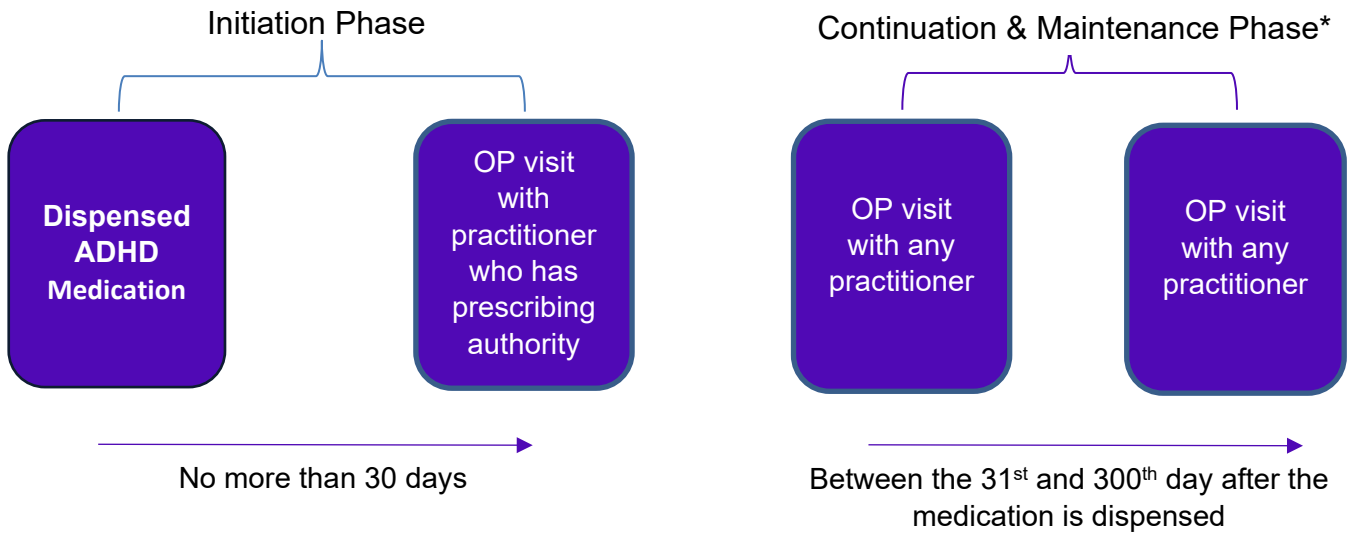 Initiation Phase
Dispensed
ADHD
Medication
OP visit
with
practitioner
who has
prescribing
authority
No more than 30 days
Continuation & Maintenance Phase*
OP visit
with any
practitioner
OP visit
with any
practitioner
Between the 31st and 300th day after the
medication is dispensed